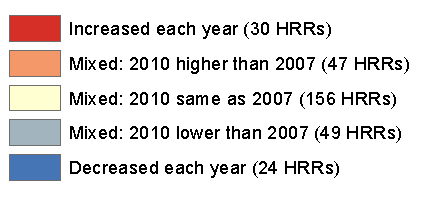 Increased each year (30 HRRs)
Mixed: 2010 higher than 2007 (47 HRRs)
Mixed: 2010 same as 2007 (156 HRRs)
Mixed: 2010 lower than 2007 (49 HRRs)
Decreased each year (24 HRRs)